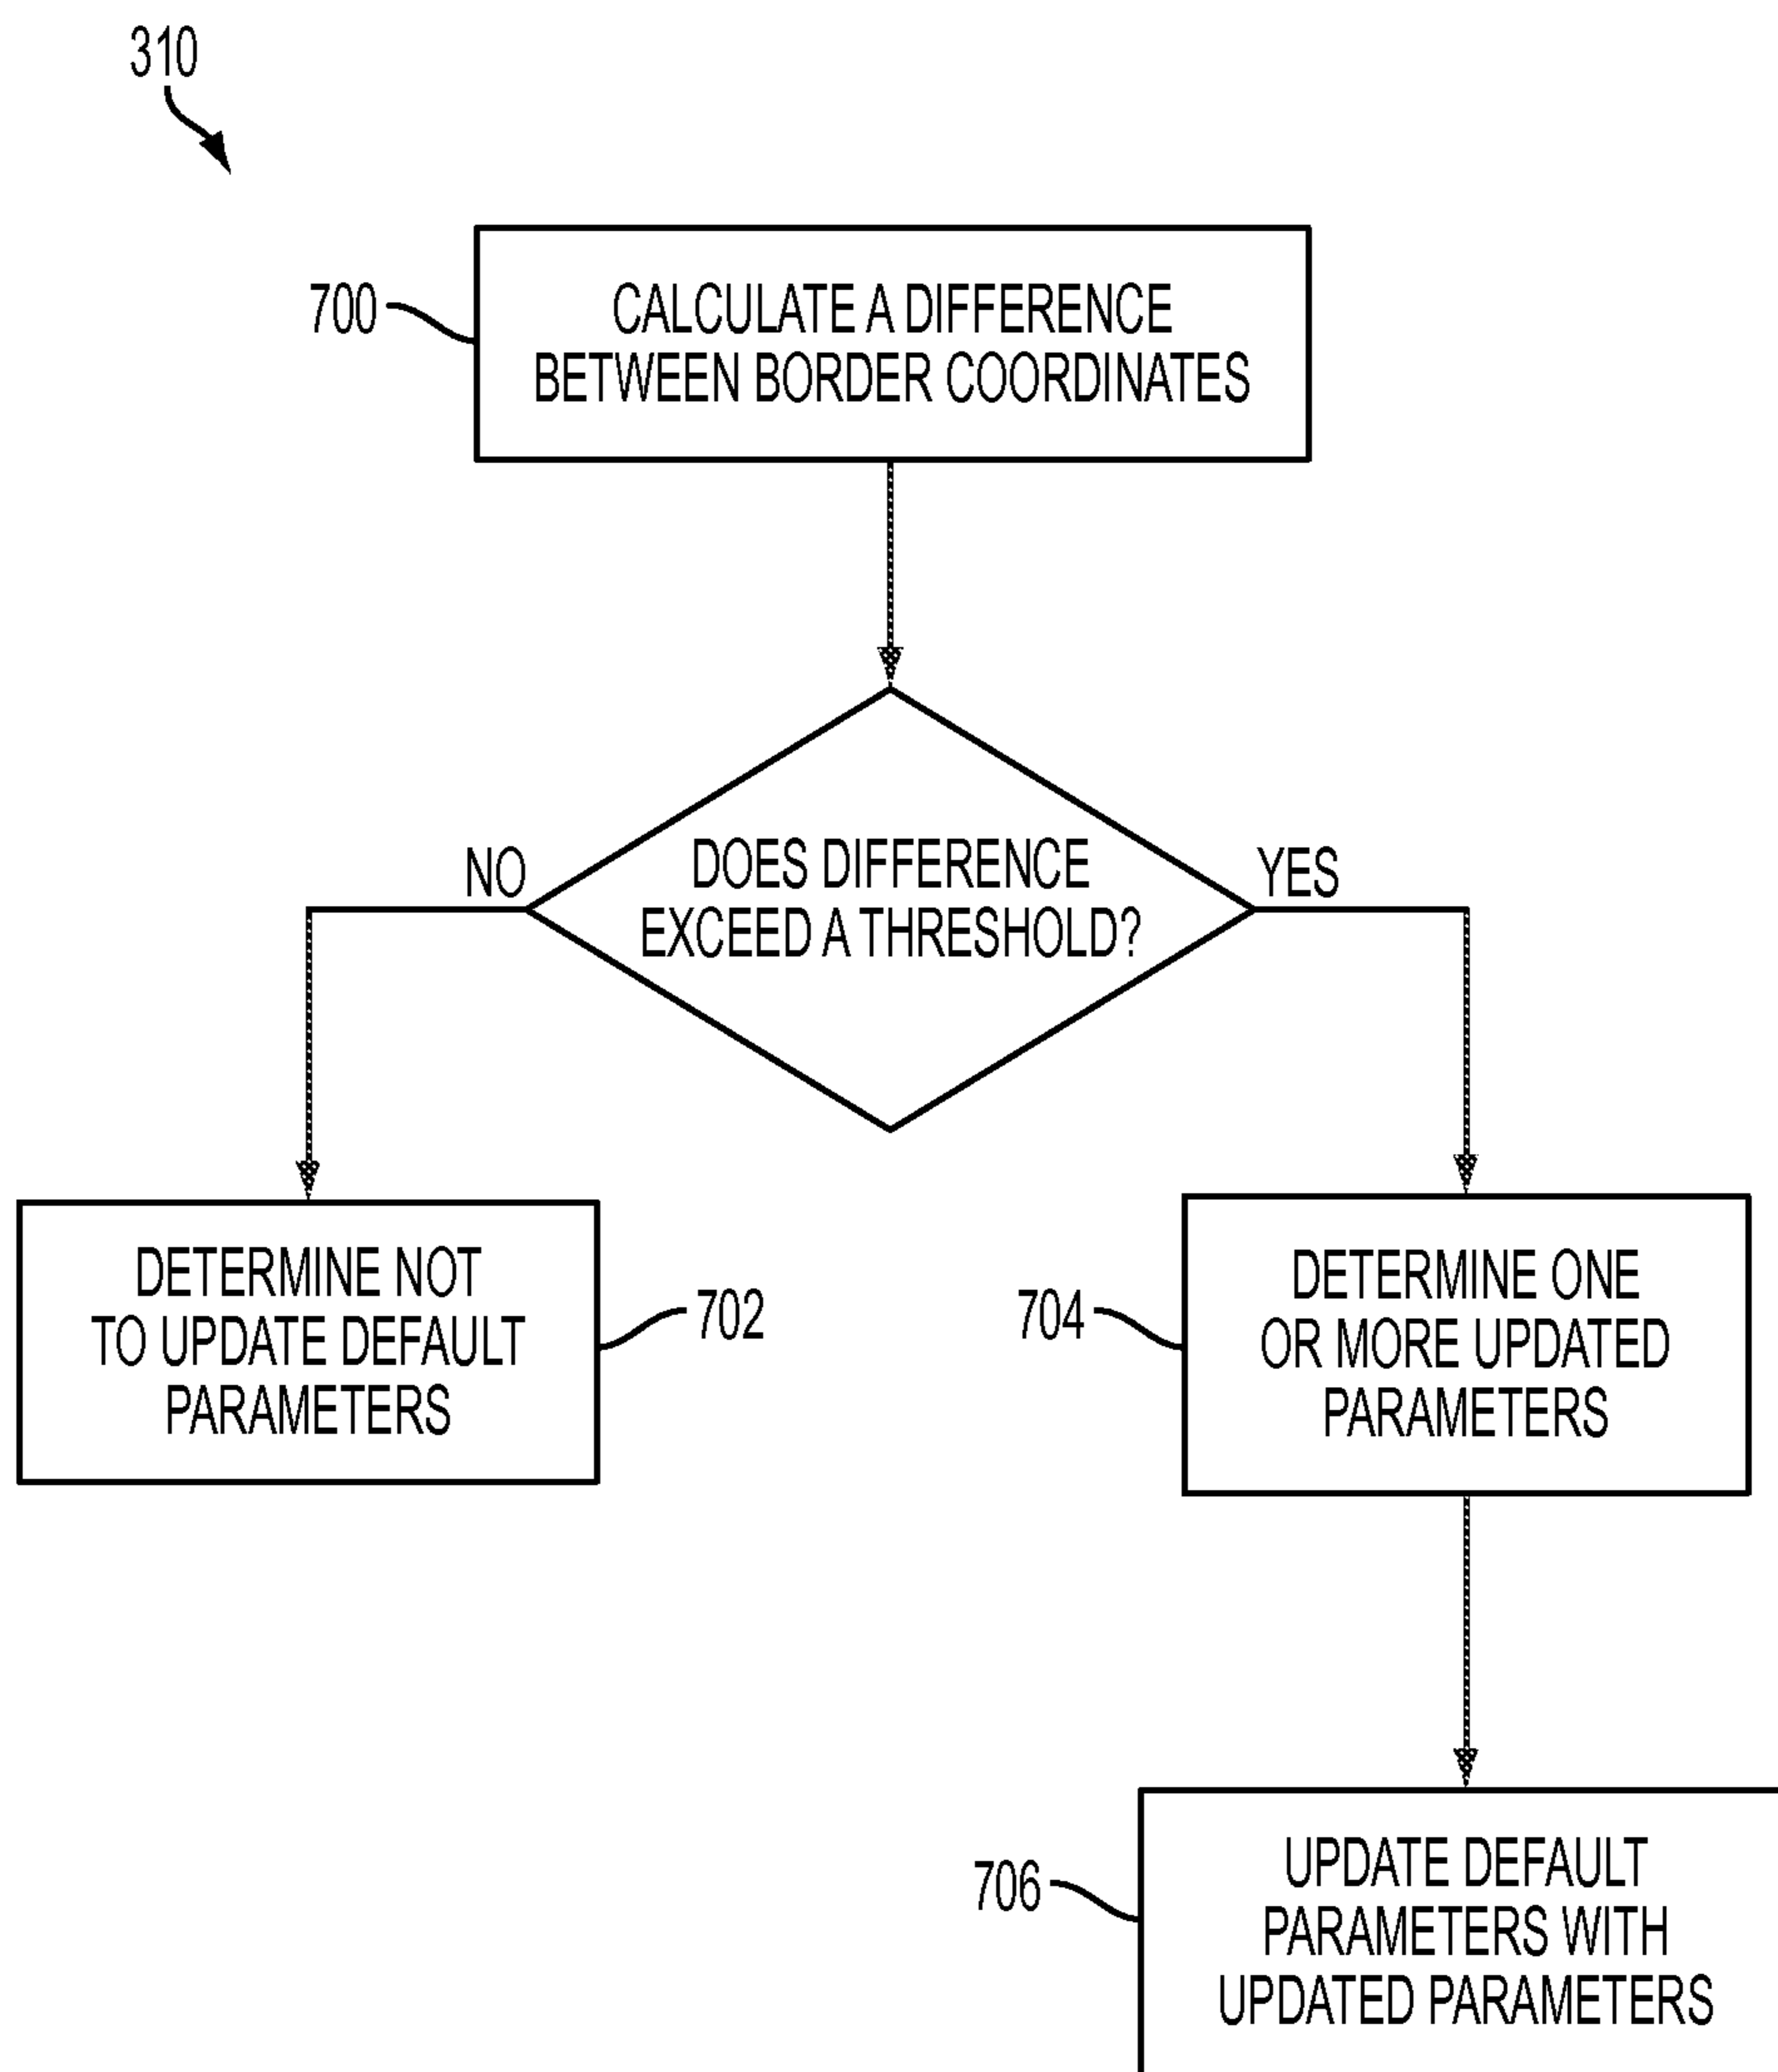 310
700
CALCULATE A DIFFERENCE
BETWEEN BORDER COORDINATES
NO
DOES DIFFERENCE
EXCEED A THRESHOLD?
YES
DETERMINE NOT
TO UPDATE DEFAULT
PARAMETERS
702
704
DETERMINE ONE
OR MORE UPDATED
PARAMETERS
706
UPDATE DEFAULT
PARAMETERS WITH
UPDATED PARAMETERS